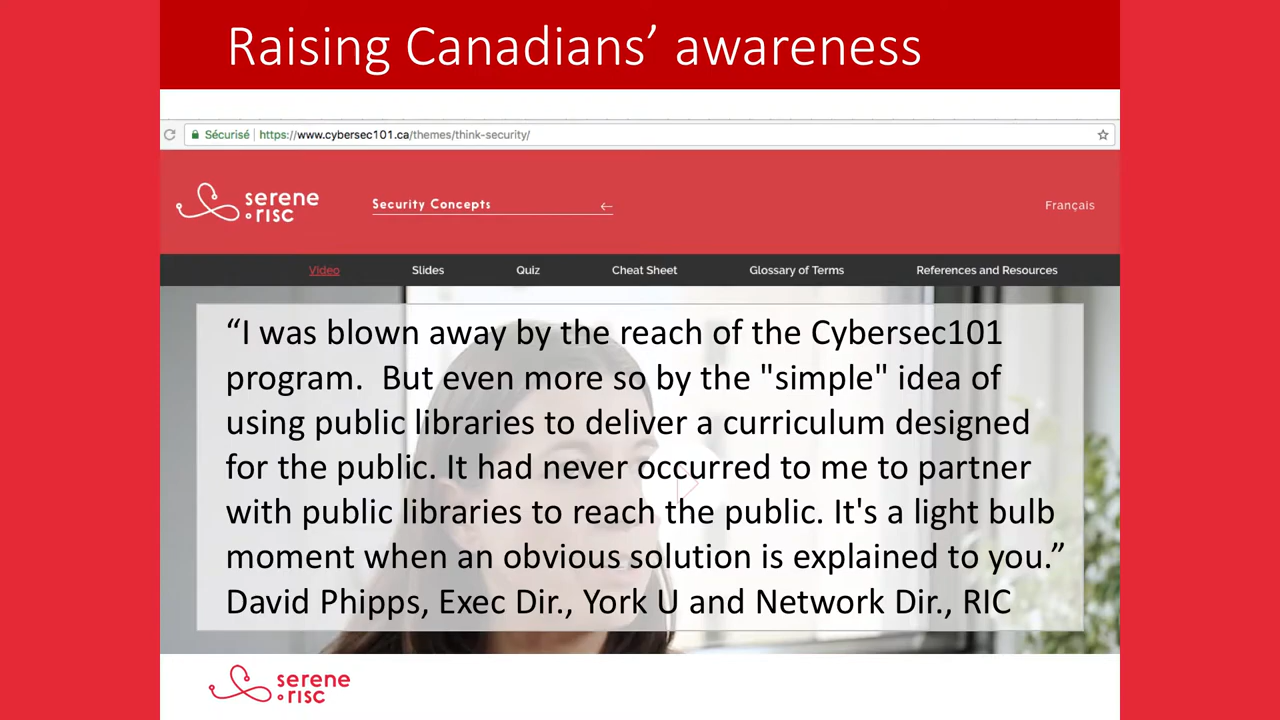 Raising Canadians’ awareness
Sécurisé | https://www.cybersec101.ca/themes/think-security/
serene
risc
Security Concepts
Français
Video
Slides
Quiz
Cheat Sheet
Glossary of Terms
References and Resources
“I was blown away by the reach of the Cybersec101
program.  But even more so by the "simple" idea of
using public libraries to deliver a curriculum designed
for the public. It had never occurred to me to partner
with public libraries to reach the public. It's a light bulb
moment when an obvious solution is explained to you.”
David Phipps, Exec Dir., York U and Network Dir., RIC
serene
risc